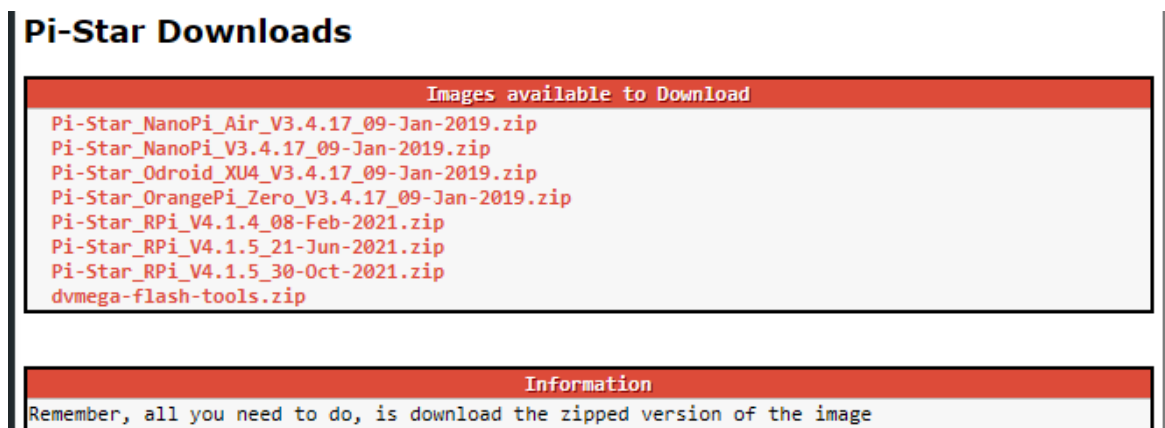 Pi-Star Downloads
Images available to Download
Pi-Star_NanoPi_Air_V3.4.17_09-Jan-2019.zip
Pi-Star_NanoPi_V3.4.17_09-Jan-2019.zip
Pi-Star_Odroid_XU4_V3.4.17_09-Jan-2019.zip
Pi-Star_OrangePi_Zero_V3.4.17_09-Jan-2019.zip
Pi-Star_RPi_V4.1.4_08-Feb-2021.zip
Pi-Star_RPi_V4.1.5_21-Jun-2021.zip
Pi-Star_RPi_V4.1.5_30-Oct-2021.zip
dvmega-flash-tools.zip
Information
Remember, all you need to do, is download the zipped version of the image